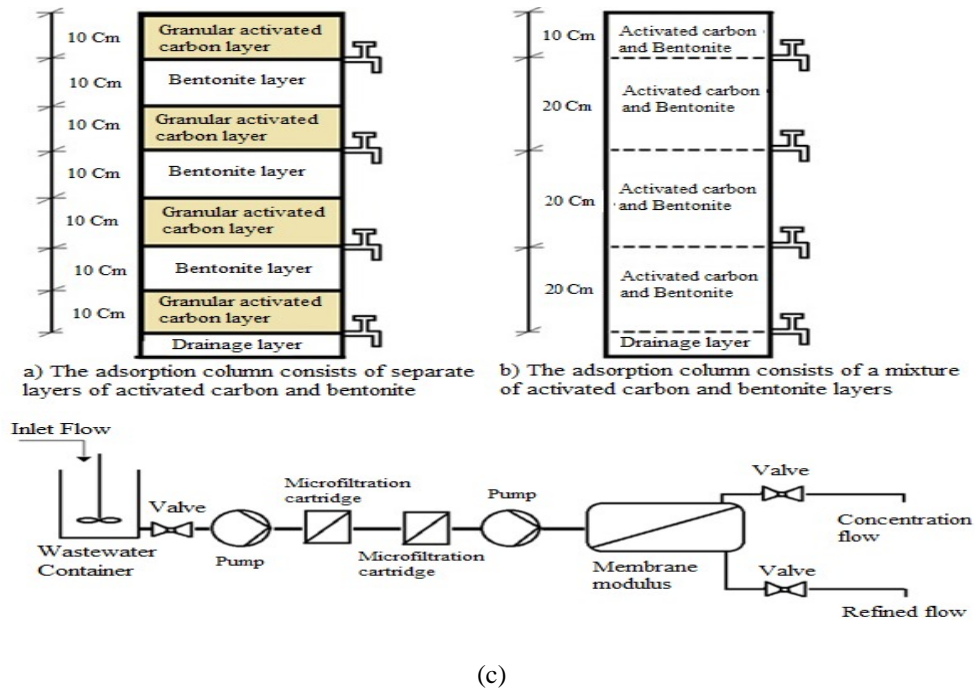 10 Cm
Granular activated
carbon layer
10 Cm
Bentonite layer
10 Cm
Granular activated
carbon layer
10 Cm
Bentonite layer
10 Cm
Granular activated
carbon layer
10 Cm
Bentonite layer
10 Cm
Granular activated
carbon layer
Drainage layer
a) The adsorption column consists of separate
layers of activated carbon and bentonite
10 Cm
Activated carbon
and Bentonite
20 Cm
Activated carbon
and Bentonite
20 Cm
Activated carbon
and Bentonite
20 Cm
Activated carbon
and Bentonite
Drainage layer
b) The adsorption column consists of a mixture
of activated carbon and bentonite layers
Inlet Flow
Wastewater
Container
Valve
Pump
Microfiltration
cartridge
Microfiltration
cartridge
Pump
Membrane
modulus
Valve
Concentration
flow
Valve
Refined flow
(c)